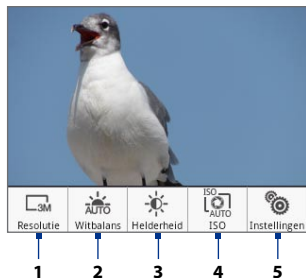 3M AUTO ISO AUTO
Resolutie Witbalans Helderheid ISO Instellingen
1 2 3 4 5